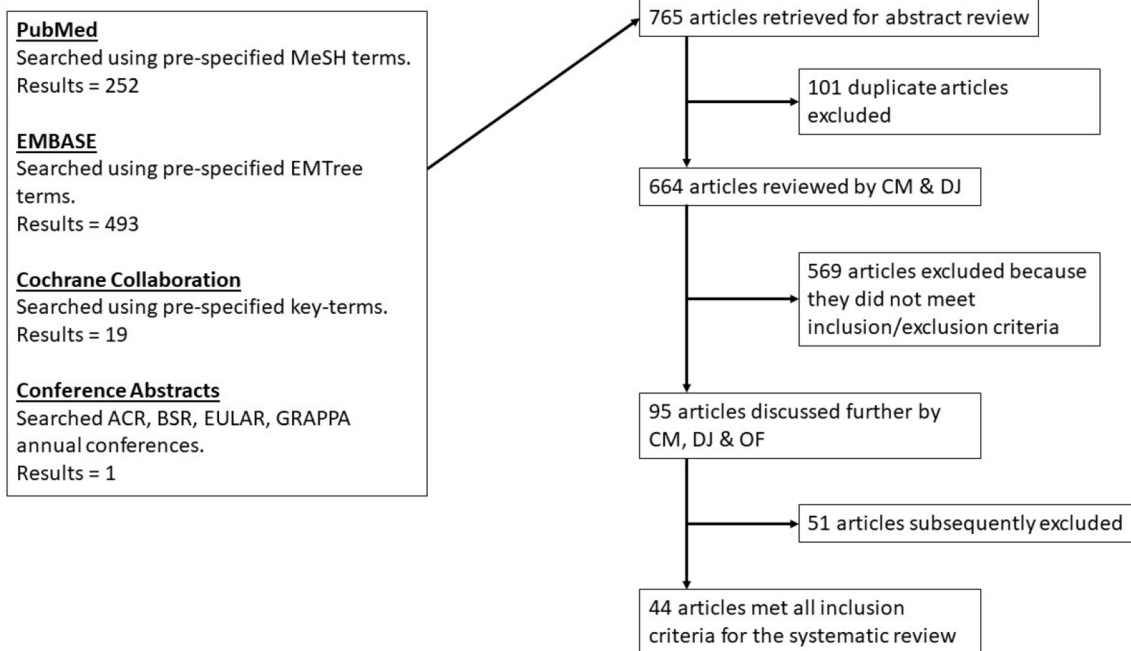 PubMed
Searched using pre-specified MeSH terms.
Results = 252
EMBASE
Searched using pre-specified EMTree
terms.
Results = 493
Cochrane Collaboration
Searched using pre-specified key-terms.
Results = 19
Conference Abstracts
Searched ACR, BSR, EULAR, GRAPPA
annual conferences.
Results = 1
765 articles retrieved for abstract review
101 duplicate articles
excluded
664 articles reviewed by CM & DJ
569 articles excluded because
they did not meet
inclusion/exclusion criteria
95 articles discussed further by
CM, DJ & OF
51 articles subsequently excluded
44 articles met all inclusion
criteria for the systematic review